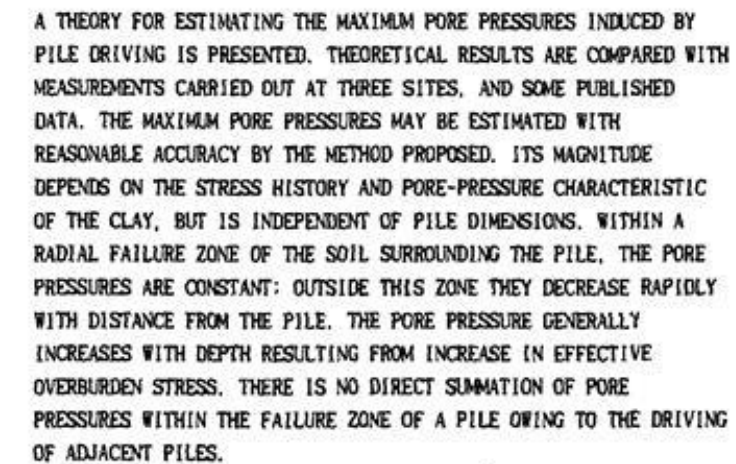 A THEORY FOR ESTIMATING THE MAXIMUM PORE PRESSURES INDUCED BY
PILE DRIVING IS PRESENTED. THEORETICAL RESULTS ARE COMPARED WITH
MEASUREMENTS CARRIED OUT AT THREE SITES, AND SOME PUBLISHED
DATA. THE MAXIMUM PORE PRESSURES MAY BE ESTIMATED WITH
REASONABLE ACCURACY BY THE METHOD PROPOSED. ITS MAGNITUDE
DEPENDS ON THE STRESS HISTORY AND PORE-PRESSURE CHARACTERISTIC
OF THE CLAY, BUT IS INDEPENDENT OF PILE DIMENSIONS. WITHIN A
RADIAL FAILURE ZONE OF THE SOIL SURROUNDING THE PILE, THE PORE
PRESSURES ARE CONSTANT: OUTSIDE THIS ZONE THEY DECREASE RAPIDLY
WITH DISTANCE FROM THE PILE. THE PORE PRESSURE GENERALLY
INCREASES WITH DEPTH RESULTING FROM INCREASE IN EFFECTIVE
OVERBURDEN STRESS. THERE IS NO DIRECT SUMMATION OF PORE
PRESSURES WITHIN THE FAILURE ZONE OF A PILE OWING TO THE DRIVING
OF ADJACENT PILES.